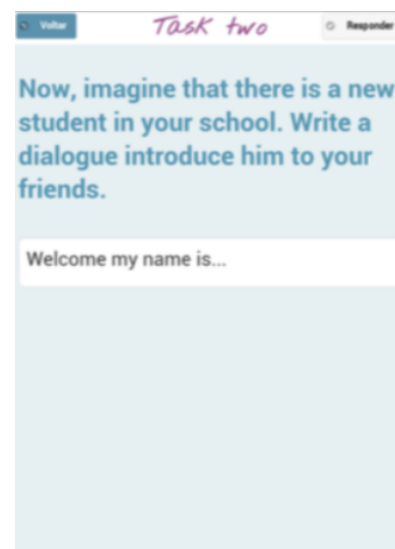 Voltar Task two Responder
Now, imagine that there is a new
student in your school. Write a
dialogue introduce him to your
friends.
Welcome my name is...